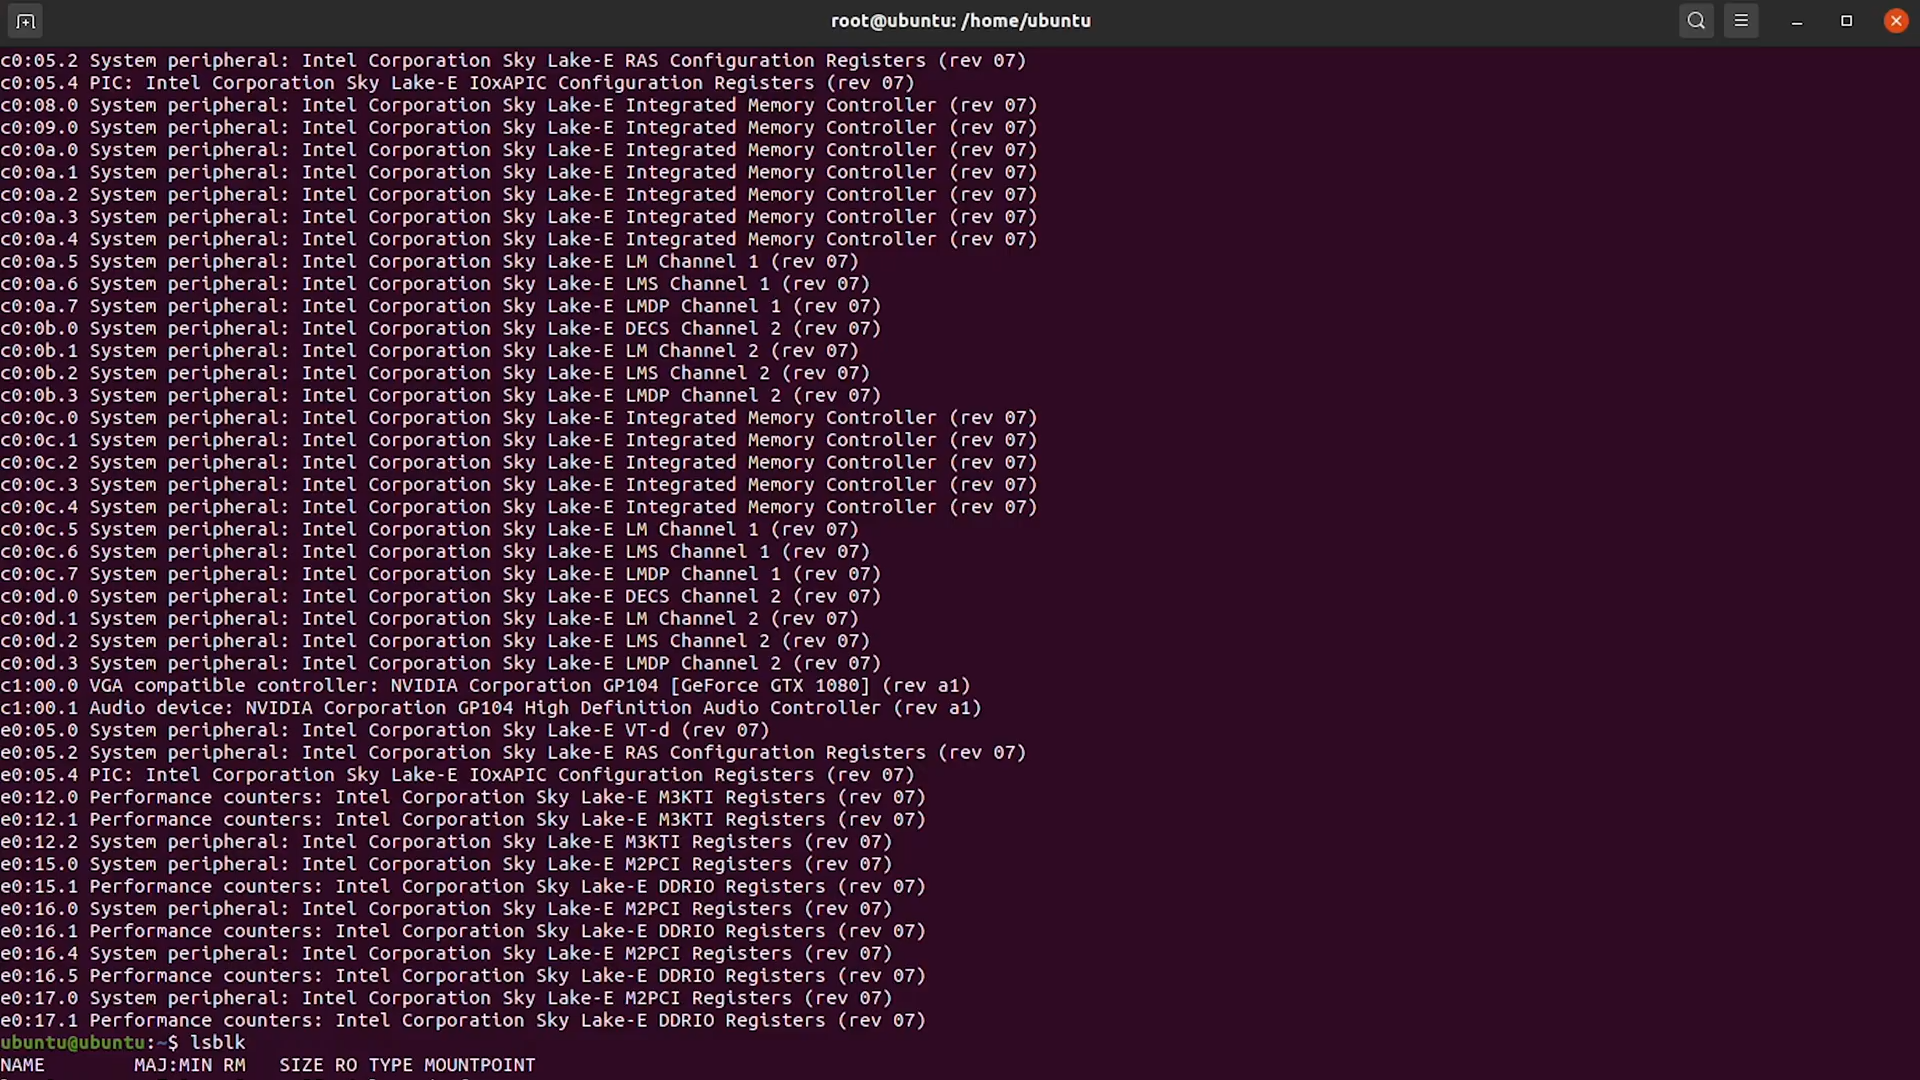 root@ubuntu: /home/ubuntu
c0:05.2 System peripheral: Intel Corporation Sky Lake-E RAS Configuration Registers (rev 07)
c0:05.4 PIC: Intel Corporation Sky Lake-E IOxAPIC Configuration Registers (rev 07)
c0:08.0 System peripheral: Intel Corporation Sky Lake-E Integrated Memory Controller (rev 07)
c0:09.0 System peripheral: Intel Corporation Sky Lake-E Integrated Memory Controller (rev 07)
c0:0a.0 System peripheral: Intel Corporation Sky Lake-E Integrated Memory Controller (rev 07)
c0:0a.1 System peripheral: Intel Corporation Sky Lake-E Integrated Memory Controller (rev 07)
c0:0a.2 System peripheral: Intel Corporation Sky Lake-E Integrated Memory Controller (rev 07)
c0:0a.3 System peripheral: Intel Corporation Sky Lake-E Integrated Memory Controller (rev 07)
c0:0a.4 System peripheral: Intel Corporation Sky Lake-E Integrated Memory Controller (rev 07)
c0:0a.5 System peripheral: Intel Corporation Sky Lake-E LM Channel 1 (rev 07)
c0:0a.6 System peripheral: Intel Corporation Sky Lake-E LMS Channel 1 (rev 07)
c0:0a.7 System peripheral: Intel Corporation Sky Lake-E LMDP Channel 1 (rev 07)
c0:0b.0 System peripheral: Intel Corporation Sky Lake-E DECS Channel 2 (rev 07)
c0:0b.1 System peripheral: Intel Corporation Sky Lake-E LM Channel 2 (rev 07)
c0:0b.2 System peripheral: Intel Corporation Sky Lake-E LMS Channel 2 (rev 07)
c0:0b.3 System peripheral: Intel Corporation Sky Lake-E LMDP Channel 2 (rev 07)
c0:0c.0 System peripheral: Intel Corporation Sky Lake-E Integrated Memory Controller (rev 07)
c0:0c.1 System peripheral: Intel Corporation Sky Lake-E Integrated Memory Controller (rev 07)
c0:0c.2 System peripheral: Intel Corporation Sky Lake-E Integrated Memory Controller (rev 07)
c0:0c.3 System peripheral: Intel Corporation Sky Lake-E Integrated Memory Controller (rev 07)
c0:0c.4 System peripheral: Intel Corporation Sky Lake-E Integrated Memory Controller (rev 07)
c0:0c.5 System peripheral: Intel Corporation Sky Lake-E LM Channel 1 (rev 07)
c0:0c.6 System peripheral: Intel Corporation Sky Lake-E LMS Channel 1 (rev 07)
c0:0c.7 System peripheral: Intel Corporation Sky Lake-E LMDP Channel 1 (rev 07)
c0:0d.0 System peripheral: Intel Corporation Sky Lake-E DECS Channel 2 (rev 07)
c0:0d.1 System peripheral: Intel Corporation Sky Lake-E LM Channel 2 (rev 07)
c0:0d.2 System peripheral: Intel Corporation Sky Lake-E LMS Channel 2 (rev 07)
c0:0d.3 System peripheral: Intel Corporation Sky Lake-E LMDP Channel 2 (rev 07)
c1:00.0 VGA compatible controller: NVIDIA Corporation GP104 [GeForce GTX 1080] (rev a1)
c1:00.1 Audio device: NVIDIA Corporation GP104 High Definition Audio Controller (rev a1)
e0:05.0 System peripheral: Intel Corporation Sky Lake-E VT-d (rev 07)
e0:05.2 System peripheral: Intel Corporation Sky Lake-E RAS Configuration Registers (rev 07)
e0:05.4 PIC: Intel Corporation Sky Lake-E IOxAPIC Configuration Registers (rev 07)
e0:12.0 Performance counters: Intel Corporation Sky Lake-E M3KTI Registers (rev 07)
e0:12.1 Performance counters: Intel Corporation Sky Lake-E M3KTI Registers (rev 07)
e0:12.2 System peripheral: Intel Corporation Sky Lake-E M3KTI Registers (rev 07)
e0:15.0 System peripheral: Intel Corporation Sky Lake-E M2PCI Registers (rev 07)
e0:15.1 Performance counters: Intel Corporation Sky Lake-E DDRIO Registers (rev 07)
e0:16.0 System peripheral: Intel Corporation Sky Lake-E M2PCI Registers (rev 07)
e0:16.1 Performance counters: Intel Corporation Sky Lake-E DDRIO Registers (rev 07)
e0:16.4 System peripheral: Intel Corporation Sky Lake-E M2PCI Registers (rev 07)
e0:16.5 Performance counters: Intel Corporation Sky Lake-E DDRIO Registers (rev 07)
e0:17.0 System peripheral: Intel Corporation Sky Lake-E M2PCI Registers (rev 07)
e0:17.1 Performance counters: Intel Corporation Sky Lake-E DDRIO Registers (rev 07)
ubuntu@ubuntu:~$ lsblk
NAME MAJ:MIN RM SIZE RO TYPE MOUNTPOINT